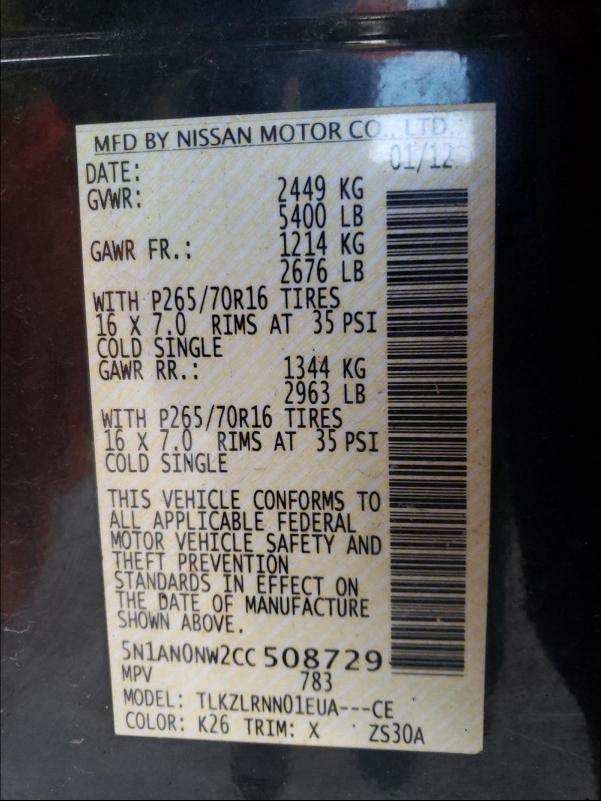 MFD BY NISSAN MOTOR CO., LTD.
DATE: 01/12
GVWR: 2449 KG
5400 LB
GAWR FR.: 1214 KG
2676 LB
WITH P265/70R16 TIRES
16 X 7.0 RIMS AT 35 PSI
COLD SINGLE
GAWR RR.: 1344 KG
2963 LB
WITH P265/70R16 TIRES
16 X 7.0 RIMS AT 35 PSI
COLD SINGLE
THIS VEHICLE CONFORMS TO
ALL APPLICABLE FEDERAL
MOTOR VEHICLE SAFETY AND
THEFT PREVENTION
STANDARDS IN EFFECT ON
THE DATE OF MANUFACTURE
SHOWN ABOVE.
5N1AN0NW2CC 508729
MPV 783
MODEL: TLKZLRNN01EUA---CE
COLOR: K26 TRIM: X ZS30A